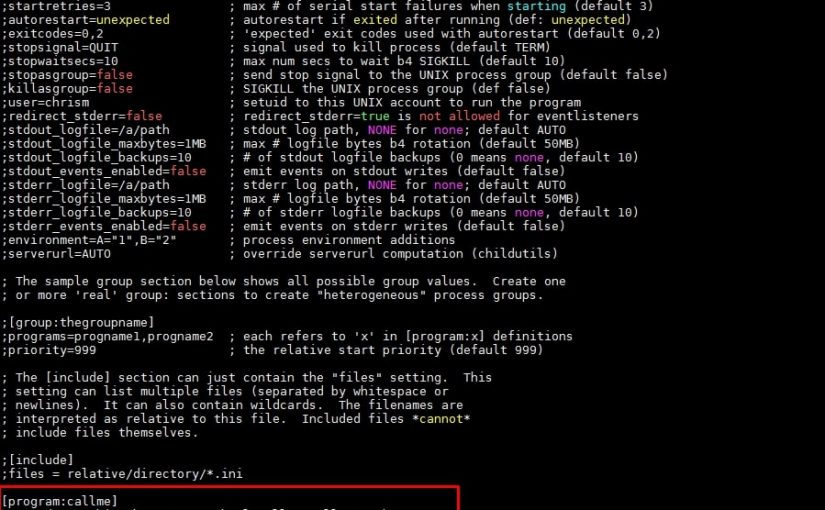 ;startretries=3                ; max # of serial start failures when starting (default 3)
;autorestart=unexpected        ; autorestart if exited after running (def: unexpected)
;exitcodes=0,2                 ; 'expected' exit codes used with autorestart (default 0,2)
;stopsignal=QUIT               ; signal used to kill process (default TERM)
;stopwaitsecs=10               ; max num secs to wait b4 SIGKILL (default 10)
;stopasgroup=false             ; send stop signal to the UNIX process group (default false)
;killasgroup=false             ; SIGKILL the UNIX process group (def false)
;user=chrism                   ; setuid to this UNIX account to run the program
;redirect_stderr=false         ; redirect_stderr=true is not allowed for eventlisteners
;stdout_logfile=/a/path        ; stdout log path, NONE for none; default AUTO
;stdout_logfile_maxbytes=1MB   ; max # logfile bytes b4 rotation (default 50MB)
;stdout_logfile_backups=10     ; # of stdout logfile backups (0 means none, default 10)
;stdout_events_enabled=false   ; emit events on stdout writes (default false)
;stderr_logfile=/a/path        ; stderr log path, NONE for none; default AUTO
;stderr_logfile_maxbytes=1MB   ; max # logfile bytes b4 rotation (default 50MB)
;stderr_logfile_backups=10     ; # of stderr logfile backups (0 means none, default 10)
;stderr_events_enabled=false   ; emit events on stderr writes (default false)
;environment=A="1",B="2"       ; process environment additions
;serverurl=AUTO                ; override serverurl computation (childutils)
; The sample group section below shows all possible group values.  Create one
; or more 'real' group: sections to create "heterogeneous" process groups.
;[group:thegroupname]
;programs=progname1,progname2  ; each refers to 'x' in [program:x] definitions
;priority=999                  ; the relative start priority (default 999)
; The [include] section can just contain the "files" setting.  This
; setting can list multiple files (separated by whitespace or
; newlines).  It can also contain wildcards.  The filenames are
; interpreted as relative to this file.  Included files *cannot*
; include files themselves.
;[include]
;files = relative/directory/*.ini
[program:callme]